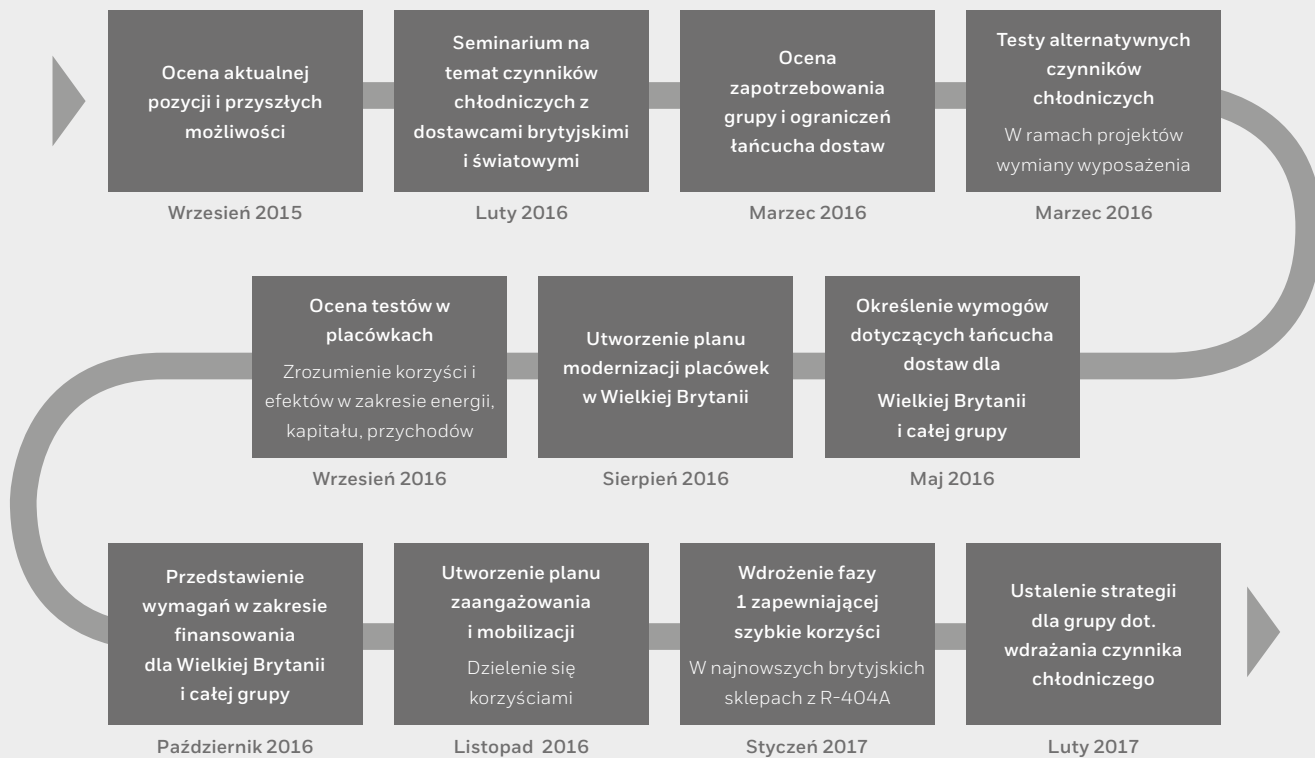 Ocena aktualnej
pozycji i przyszłych
możliwości
Wrzesień 2015
Seminarium na
temat czynników
chłodniczych z
dostawcami brytyjskimi
i światowymi
Luty 2016
Ocena
zapotrzebowania
grupy i ograniczeń
łańcucha dostaw
Marzec 2016
Testy alternatywnych
czynników
chłodniczych
W ramach projektów
wymiany wyposażenia
Marzec 2016
Określenie wymogów
dotyczących łańcucha
dostaw dla
Wielkiej Brytanii
i całej grupy
Maj 2016
Utworzenie planu
modernizacji placówek
w Wielkiej Brytanii
Sierpień 2016
Ocena testów w
placówkach
Zrozumienie korzyści i
efektów w zakresie energii,
kapitału, przychodów
Wrzesień 2016
Przedstawienie
wymagań w zakresie
finansowania
dla Wielkiej Brytanii
i całej grupy
Październik 2016
Utworzenie planu
zaangażowania
i mobilizacji
Dzielenie się
korzyściami
Listopad 2016
Wdrożenie fazy
1 zapewniającej
szybkie korzyści
W najnowszych brytyjskich
sklepach z R-404A
Styczeń 2017
Ustalenie strategii
dla grupy dot.
wdrażania czynnika
chłodniczego
Luty 2017